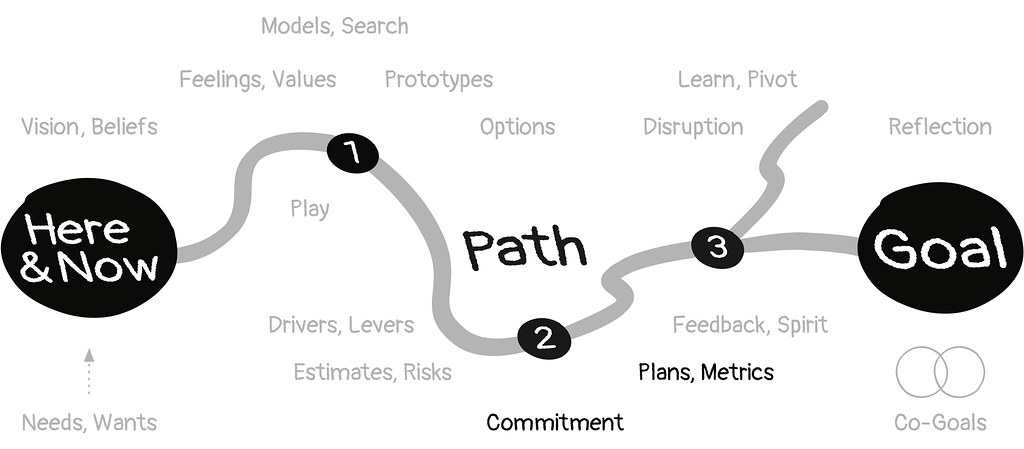 Models, Search
Feelings, Values
Prototypes
Learn, Pivot
Vision, Beliefs
Options
Disruption
Reflection
1
Play
Here
& Now
Path
3
Goal
Drivers, Levers
2
Feedback, Spirit
Estimates, Risks
Plans, Metrics
Needs, Wants
Commitment
Co-Goals